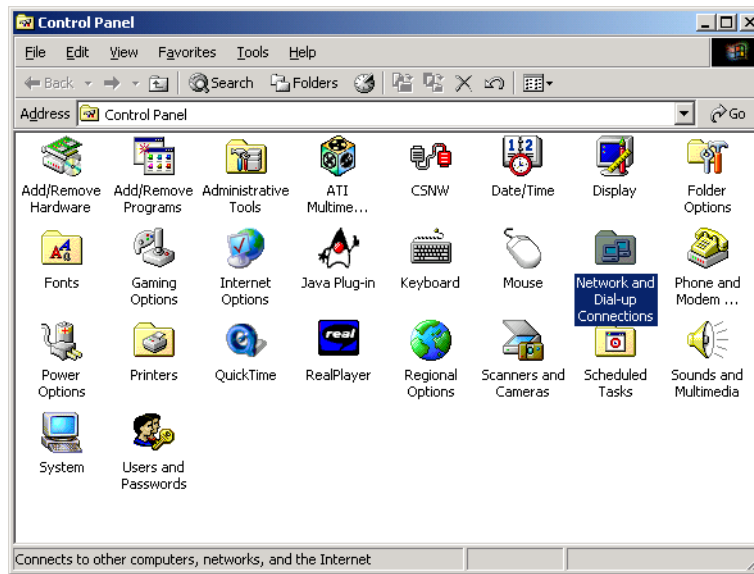 Control Panel
File Edit View Favorites Tools Help
Back Search Folders
Address Control Panel Go
Add/Remove Hardware
Add/Remove Programs
Administrative Tools
ATI Multime...
CSNW
Date/Time
Display
Folder Options
Fonts
Gaming Options
Internet Options
Java Plug-in
Keyboard
Mouse
Network and Dial-up Connections
Phone and Modem ...
Power Options
Printers
QuickTime
real
RealPlayer
Regional Options
Scanners and Cameras
Scheduled Tasks
Sounds and Multimedia
System
Users and Passwords
Connects to other computers, networks, and the Internet